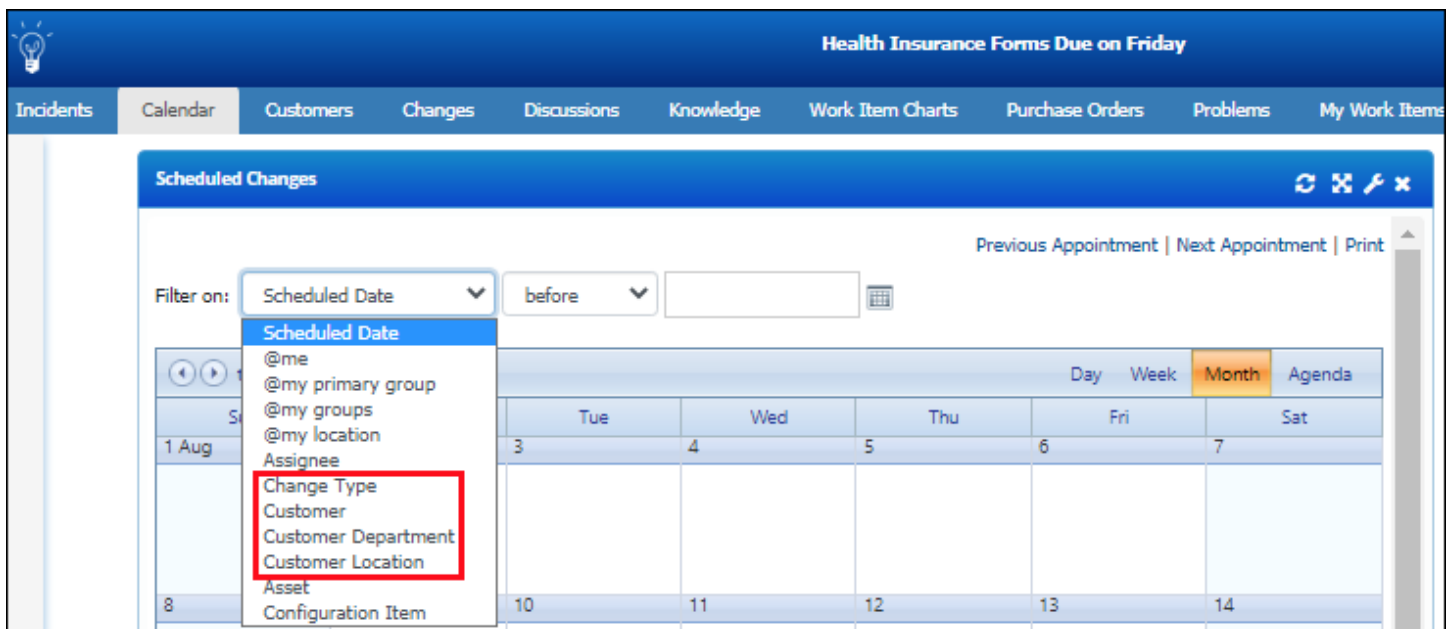 Health Insurance Forms Due on Friday
Incidents Calendar Customers Changes Discussions Knowledge Work Item Charts Purchase Orders Problems My Work Items
Scheduled Changes
Previous Appointment | Next Appointment | Print
Filter on: Scheduled Date before
Scheduled Date
@me
@my primary group
@my groups
@my location
Assignee
Change Type
Customer
Customer Department
Customer Location
Asset
Configuration Item
Day Week Month Agenda
Tue Wed Thu Fri Sat
1 Aug 3 4 5 6 7
8 10 11 12 13 14